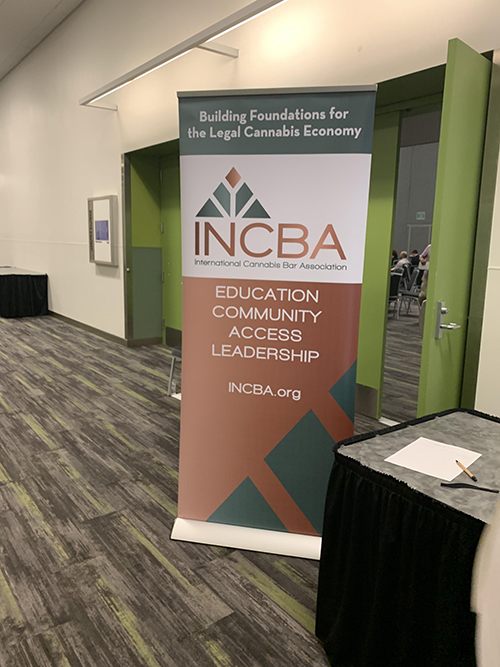 Building Foundations for
the Legal Cannabis Economy
INCBA
International Cannabis Bar Association
EDUCATION
COMMUNITY
ACCESS
LEADERSHIP
INCBA.org